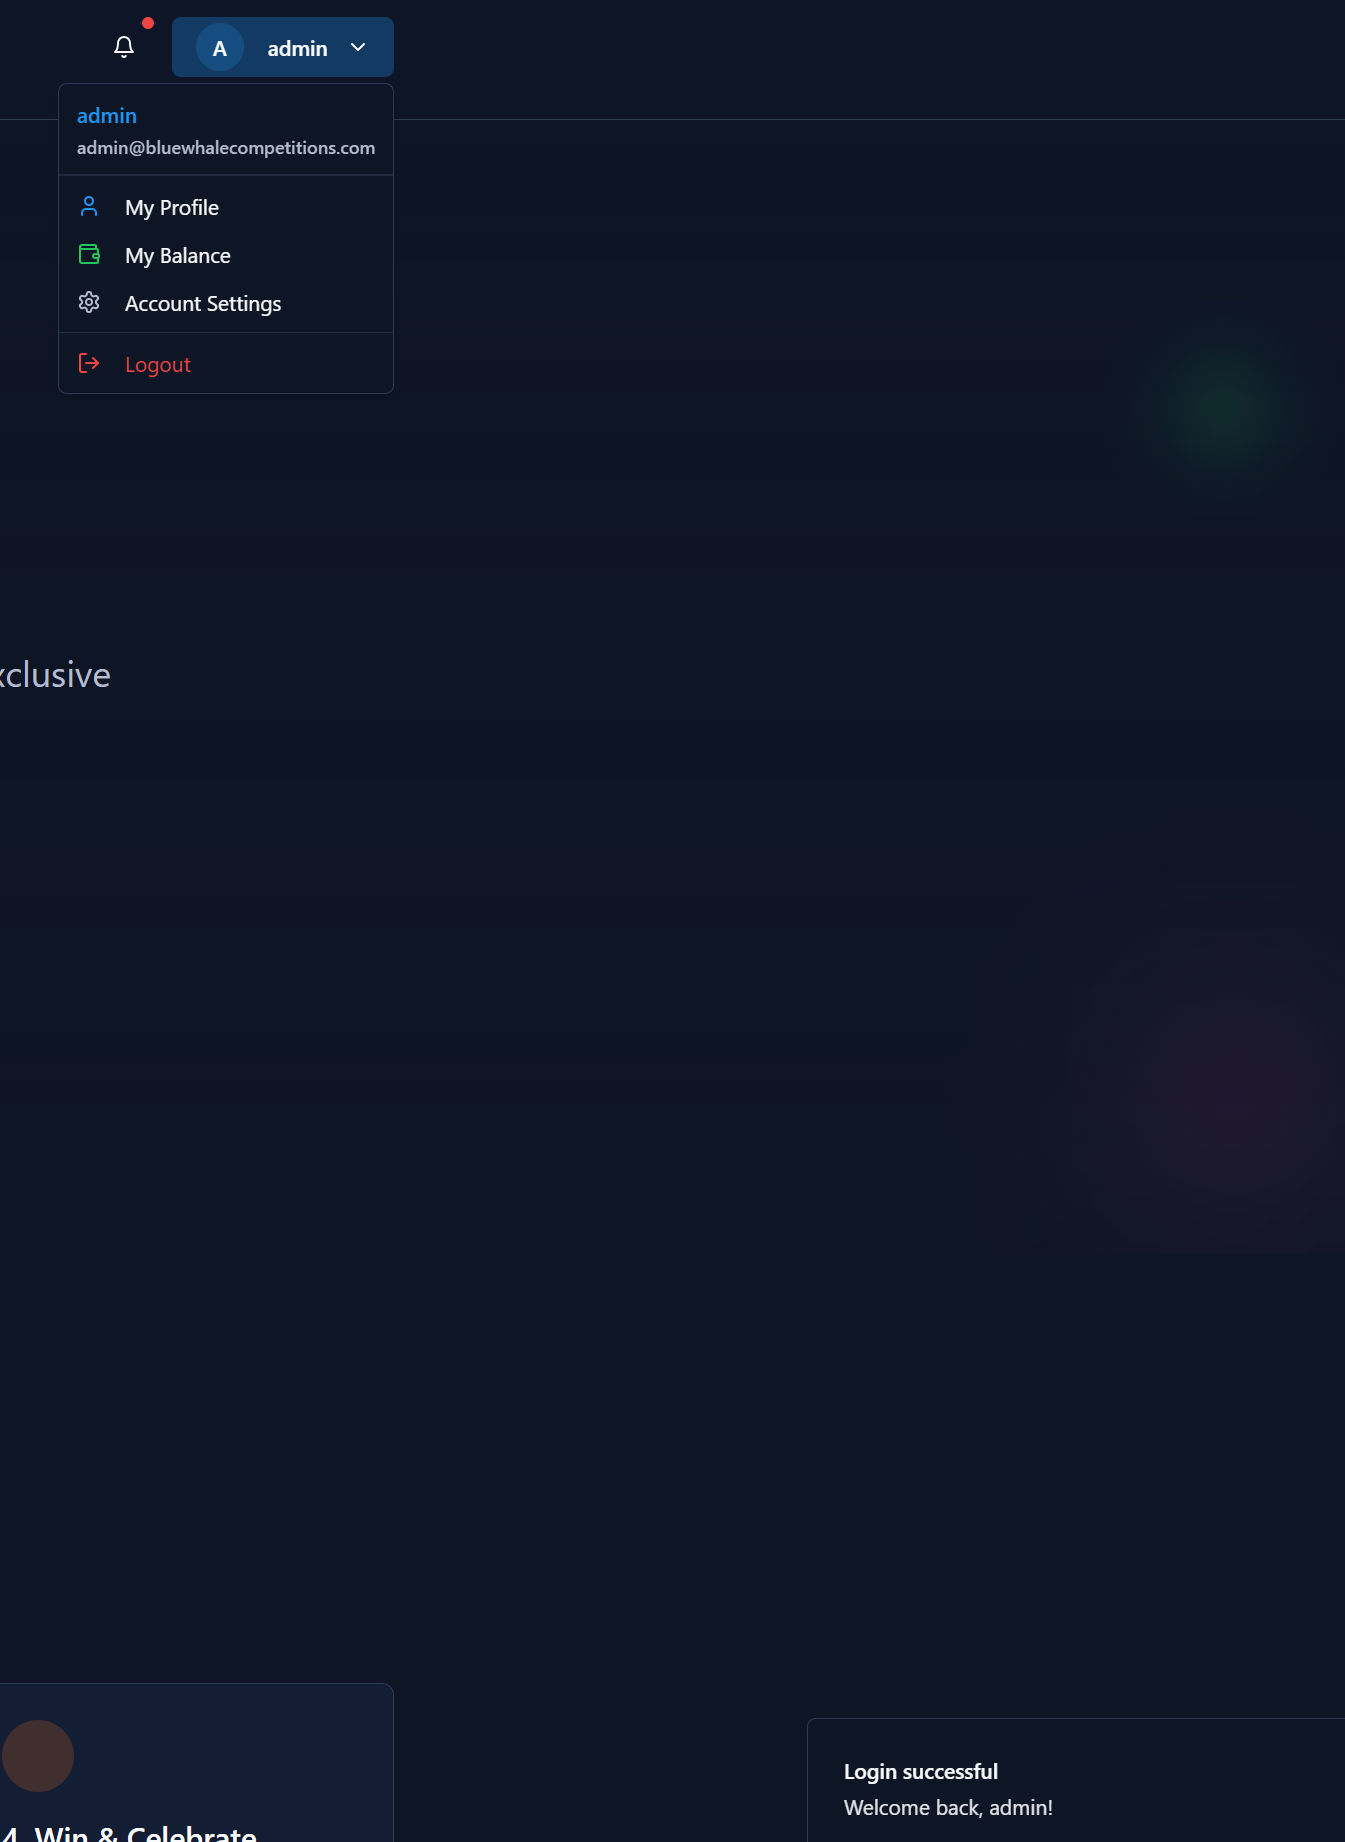 A admin
admin
admin@bluewhalecompetitions.com
My Profile
My Balance
Account Settings
Logout
xclusive
4. Win & Celebrate
Login successful
Welcome back, admin!